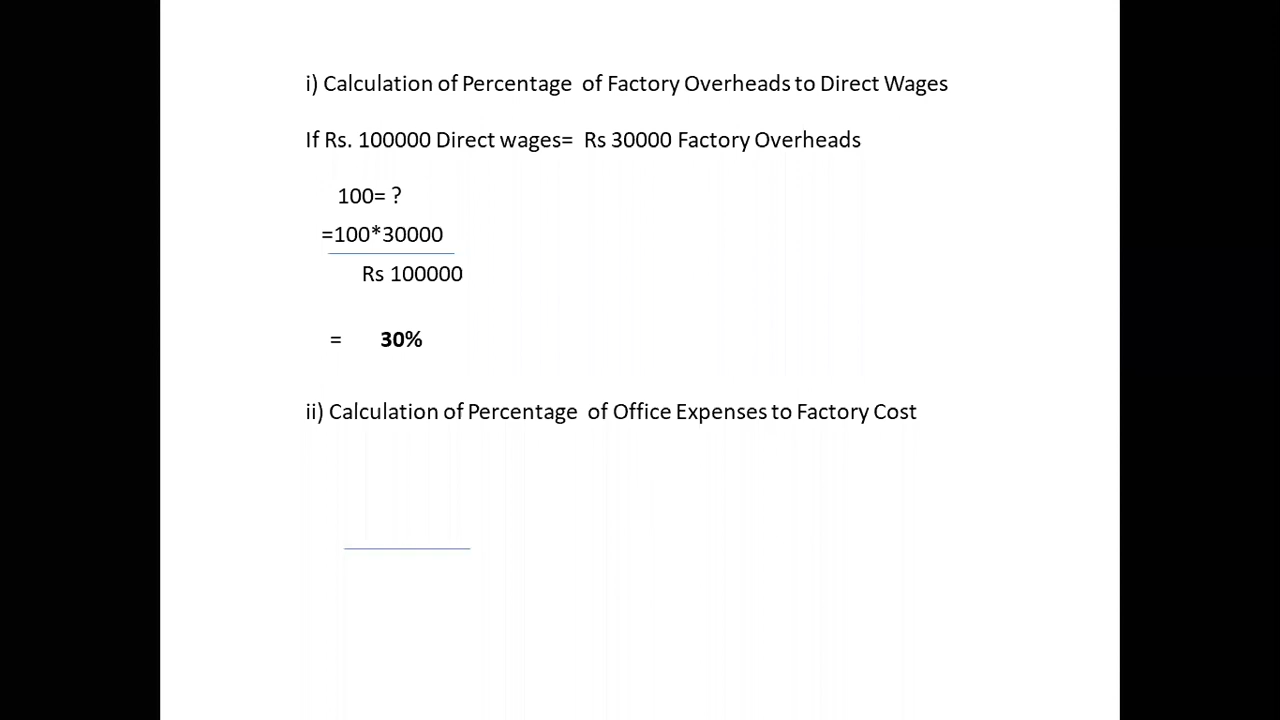 i) Calculation of Percentage  of Factory Overheads to Direct Wages
If Rs. 100000 Direct wages=  Rs 30000 Factory Overheads
100= ?
=100*30000
Rs 100000
=      30%
ii) Calculation of Percentage  of Office Expenses to Factory Cost